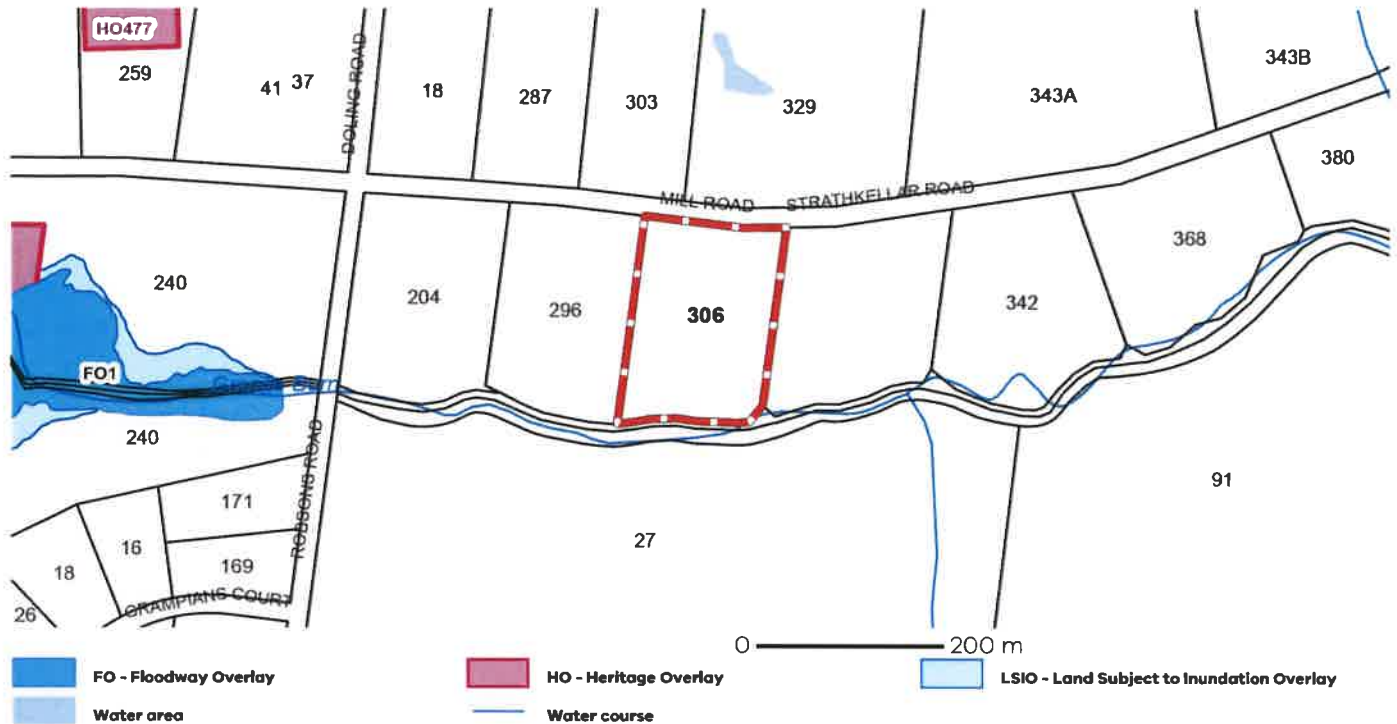 HO477
259
41
37
DOLING ROAD
18
287
303
329
343A
343B
380
MILL ROAD
STRATHKELLAR ROAD
240
204
296
306
342
368
FO1
240
ROBSONS ROAD
171
16
18
169
26
GRAMPIANS COURT
27
91
0 200 m
FO - Floodway Overlay
HO - Heritage Overlay
LSIO - Land Subject to Inundation Overlay
Water area
Water course